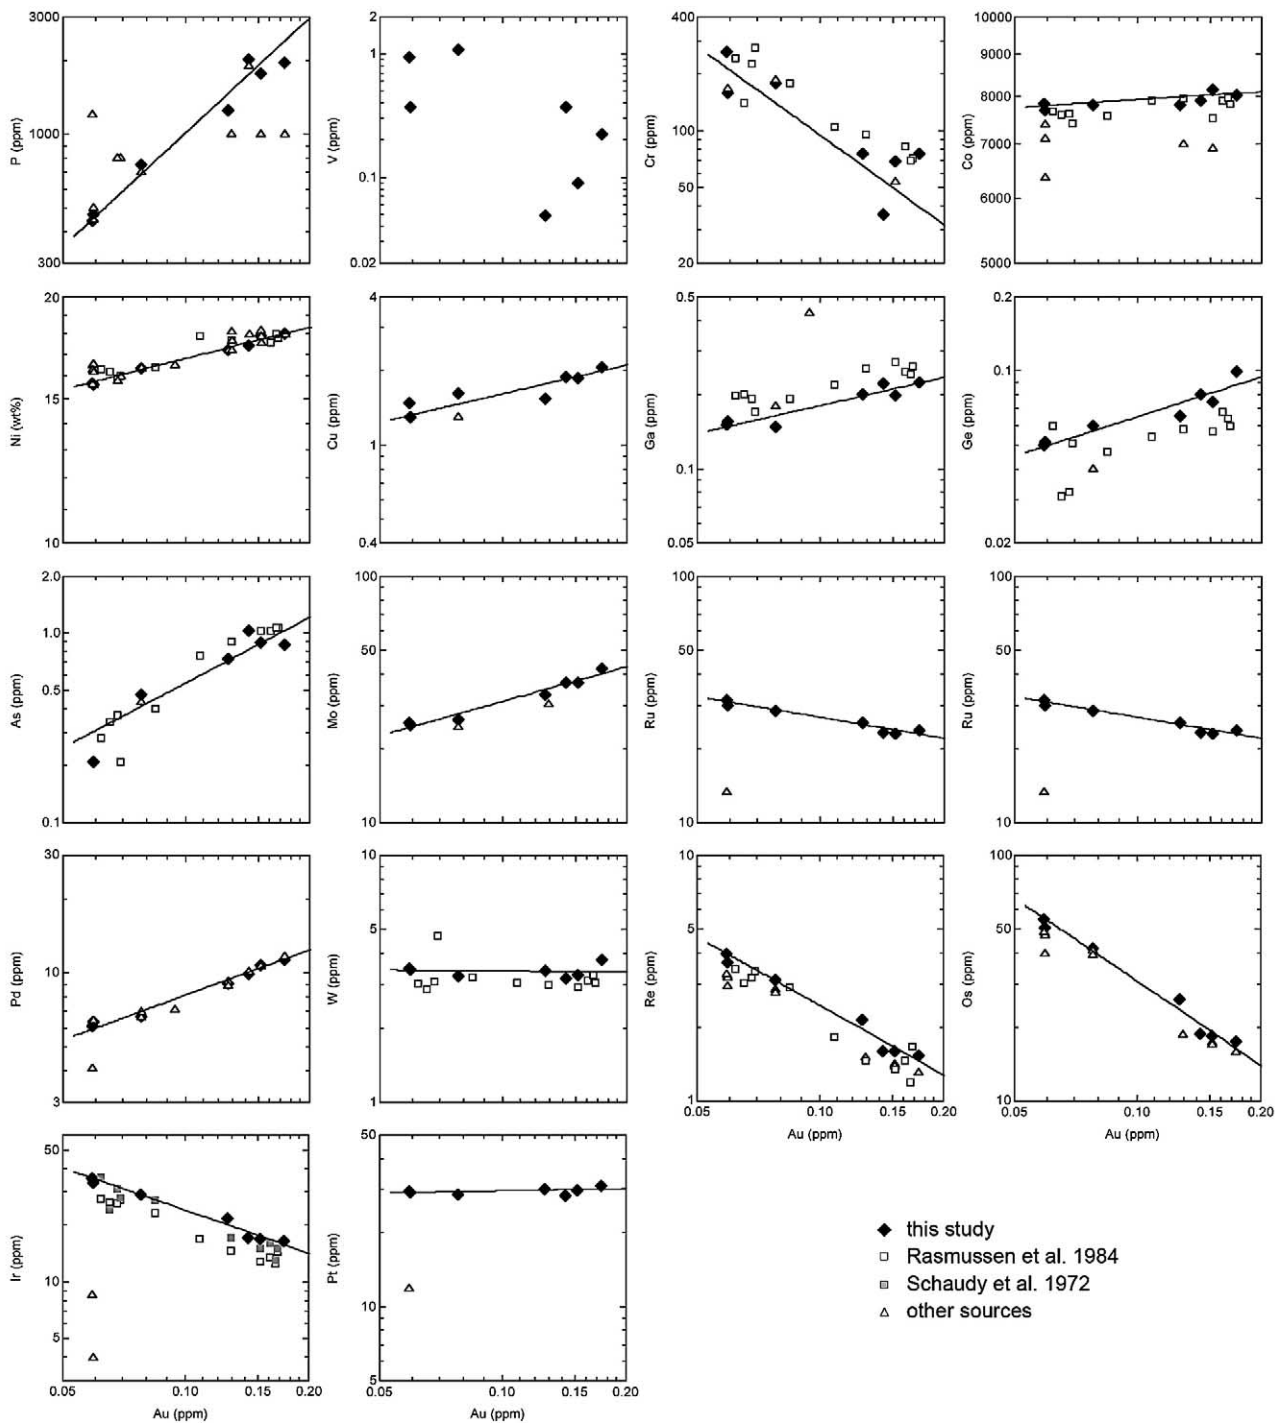 3000
1000
300
P (ppm)
2
1
0.1
0.02
V (ppm)
400
100
50
20
Cr (ppm)
10000
9000
8000
7000
6000
5000
Co (ppm)
20
15
10
Ni (wt%)
4
2
1
0.4
Cu (ppm)
0.5
0.1
0.05
Ga (ppm)
0.2
0.1
0.02
Ge (ppm)
2.0
1.0
0.5
0.1
As (ppm)
100
50
10
Mo (ppm)
100
50
10
Ru (ppm)
100
50
10
Ru (ppm)
30
10
3
Pd (ppm)
10
5
1
W (ppm)
10
5
1
Re (ppm)
0.05
0.10
0.15
0.20
Au (ppm)
100
50
10
Os (ppm)
0.05
0.10
0.15
0.20
Au (ppm)
50
10
5
Ir (ppm)
0.05
0.10
0.15
0.20
Au (ppm)
50
10
5
Pt (ppm)
0.05
0.10
0.15
0.20
Au (ppm)
this study
Rasmussen et al. 1984
Schaudy et al. 1972
other sources